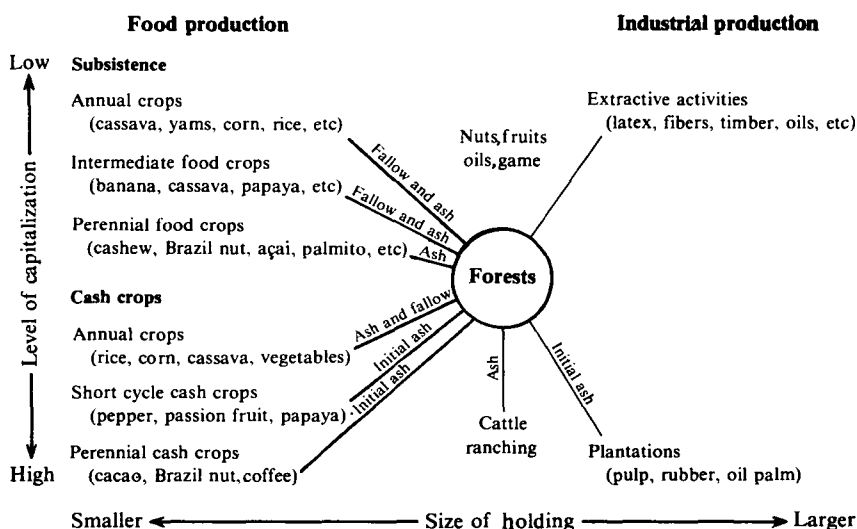 Food production
Industrial production
Low
Subsistence
Annual crops
(cassava, yams, corn, rice, etc)
Intermediate food crops
(banana, cassava, papaya, etc)
Perennial food crops
(cashew, Brazil nut, açai, palmito, etc)
Cash crops
Annual crops
(rice, corn, cassava, vegetables)
Short cycle cash crops
(pepper, passion fruit, papaya)
Perennial cash crops
(cacao, Brazil nut, coffee)
High
Level of capitalization
Fallow and ash
Fallow and ash
Ash
Ash and fallow
Initial ash
Initial ash
Nuts, fruits
oils, game
Forests
Extractive activities
(latex, fibers, timber, oils, etc)
Ash
Cattle
ranching
Initial ash
Plantations
(pulp, rubber, oil palm)
Smaller
Size of holding
Larger